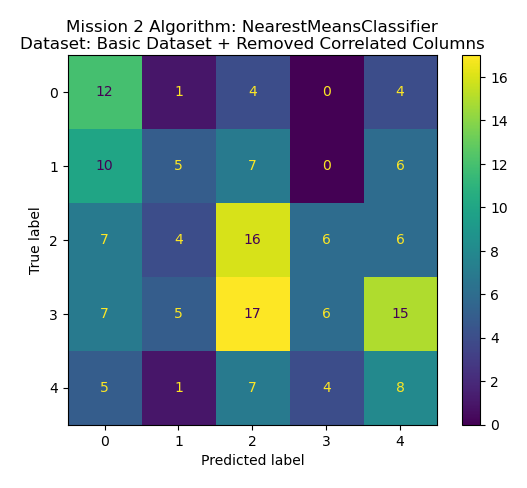 Mission 2 Algorithm: NearestMeansClassifier
Dataset: Basic Dataset + Removed Correlated Columns
True label
0 12 1 4 0 4
1 10 5 7 0 6
2 7 4 16 6 6
3 7 5 17 6 15
4 5 1 7 4 8
0 1 2 3 4
Predicted label
16
14
12
10
8
6
4
2
0